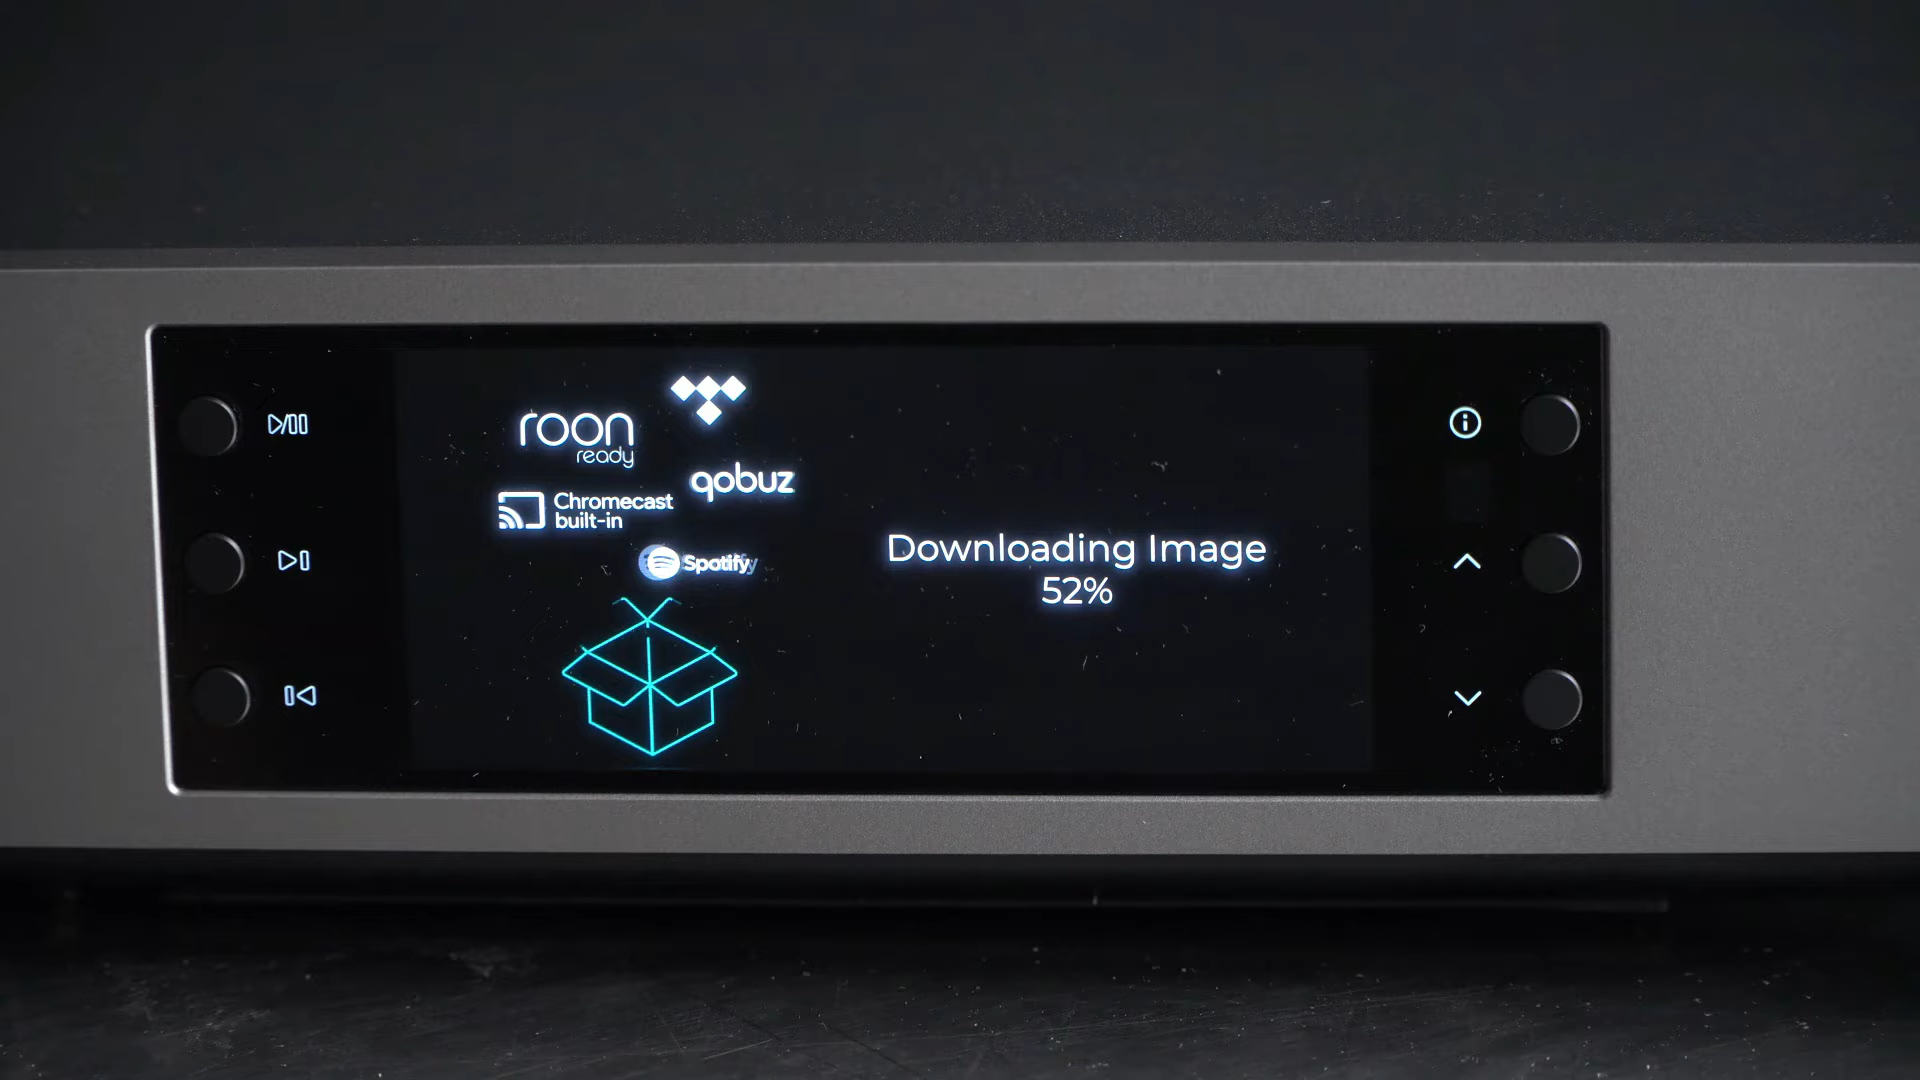 roon
ready
qobuz
Chromecast
built-in
Spotify
Downloading Image
52%